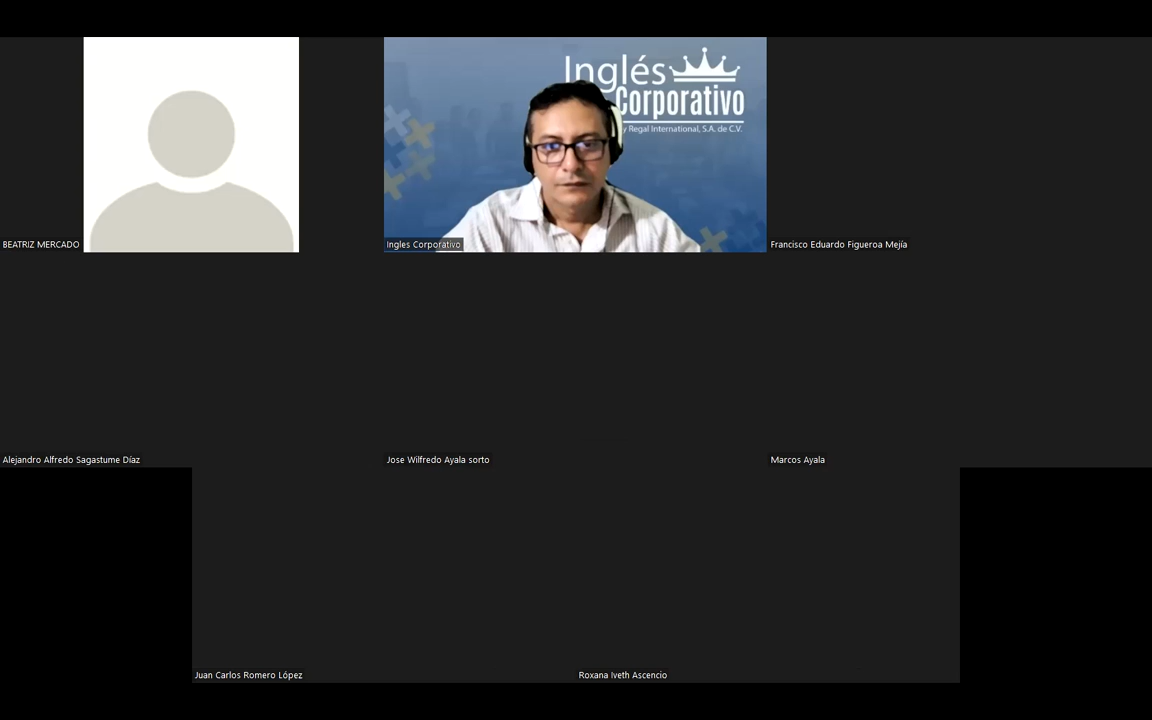 Inglés
Corporativo
y Regal International, S.A. de C.V.
BEATRIZ MERCADO
Ingles Corporativo
Francisco Eduardo Figueroa Mejía
Alejandro Alfredo Sagastume Díaz
Jose Wilfredo Ayala sorto
Marcos Ayala
Juan Carlos Romero López
Roxana Iveth Ascencio